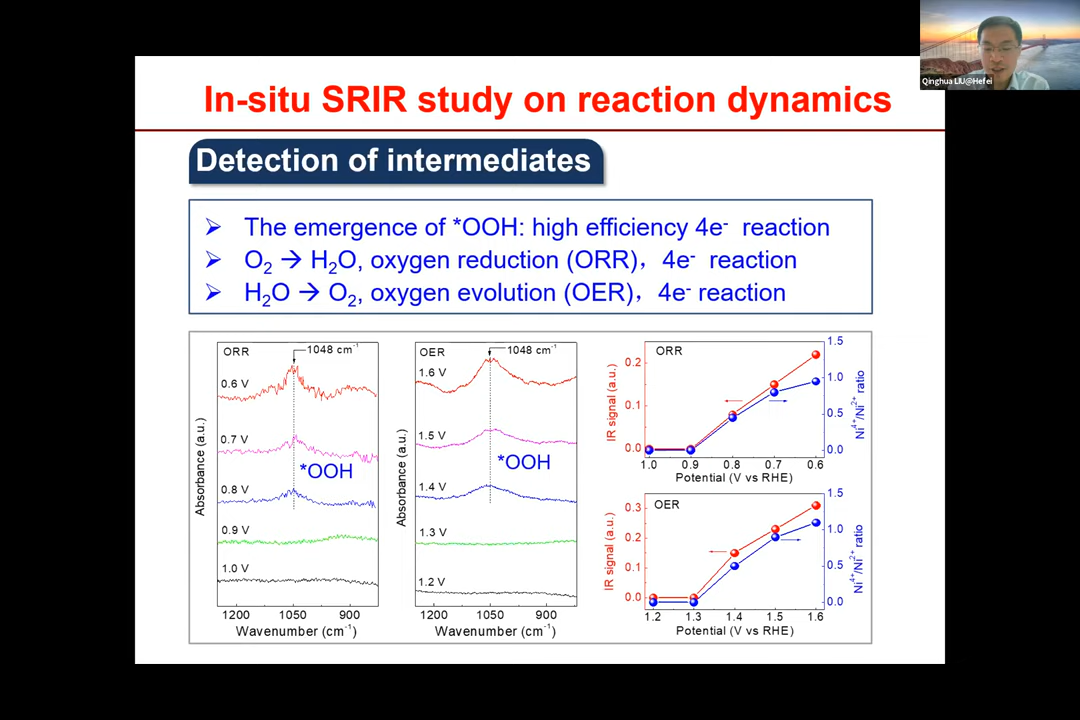 Qinghua LIU@Hefei
In-situ SRIR study on reaction dynamics
Detection of intermediates
➢ The emergence of *OOH: high efficiency 4e⁻ reaction
➢ O₂ → H₂O, oxygen reduction (ORR), 4e⁻ reaction
➢ H₂O → O₂, oxygen evolution (OER), 4e⁻ reaction
ORR
1048 cm⁻¹
0.6 V
0.7 V
*OOH
0.8 V
0.9 V
1.0 V
Absorbance (a.u.)
1200 1050 900
Wavenumber (cm⁻¹)
OER
1048 cm⁻¹
1.6 V
1.5 V
*OOH
1.4 V
1.3 V
1.2 V
Absorbance (a.u.)
1200 1050 900
Wavenumber (cm⁻¹)
ORR
IR signal (a.u.)
0.2
0.1
0.0
1.5
1.0
0.5
0.0
Ni⁴⁺/Ni²⁺ ratio
1.0 0.9 0.8 0.7 0.6
Potential (V vs RHE)
OER
IR signal (a.u.)
0.3
0.2
0.1
0.0
1.5
1.0
0.5
0.0
Ni⁴⁺/Ni²⁺ ratio
1.2 1.3 1.4 1.5 1.6
Potential (V vs RHE)